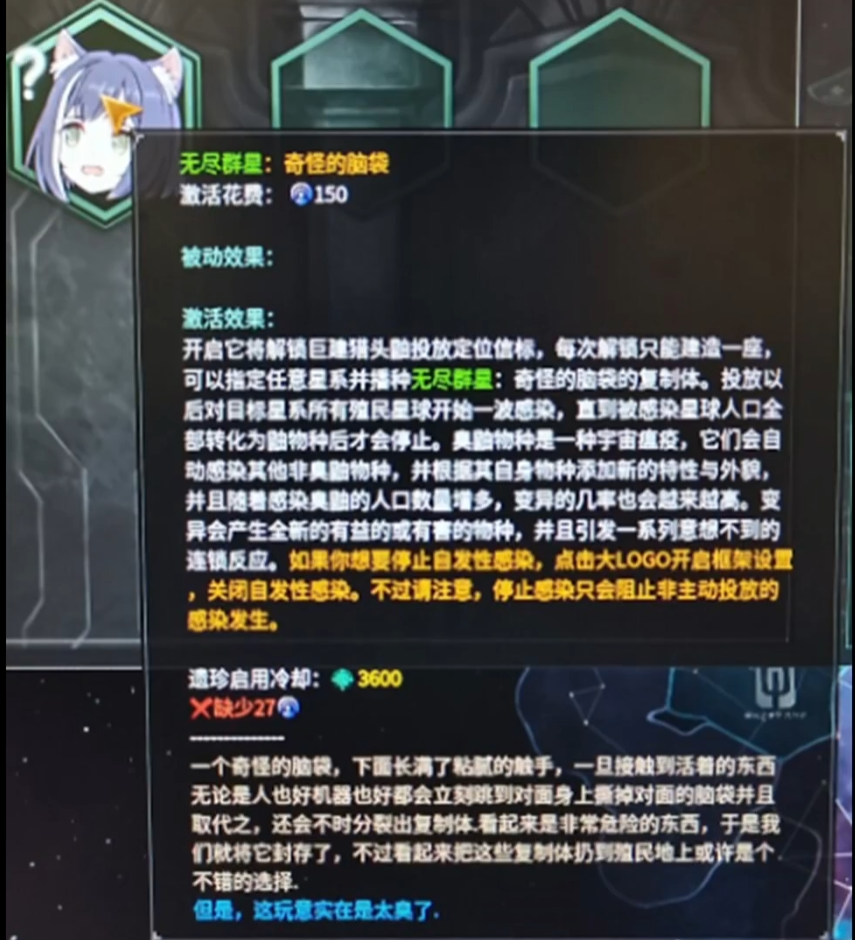 ?
无尽群星：奇怪的脑袋
激活花费：150
被动效果：
激活效果：
开启它将解锁巨建猎头鼬投放定位信标，每次解锁只能建造一座，
可以指定任意星系并播种无尽群星：奇怪的脑袋的复制体。投放以
后对目标星系所有殖民星球开始一波感染，直到被感染星球人口全
部转化为鼬物种后才会停止。臭鼬物种是一种宇宙瘟疫，它们会自
动感染其他非臭鼬物种，并根据其自身物种添加新的特性与外貌，
并且随着感染臭鼬的人口数量增多，变异的几率也会越来越高。变
异会产生全新的有益的或有害的物种，并且引发一系列意想不到的
连锁反应。如果你想要停止自发性感染，点击大LOGO开启框架设置
，关闭自发性感染。不过请注意，停止感染只会阻止非主动投放的
感染发生。
遗珍启用冷却：3600
缺少27
-------------
一个奇怪的脑袋，下面长满了粘腻的触手，一旦接触到活着的东西
无论是人也好机器也好都会立刻跳到对面身上撕掉对面的脑袋并且
取代之，还会不时分裂出复制体.看起来是非常危险的东西，于是我
们就将它封存了，不过看起来把这些复制体扔到殖民地上或许是个
不错的选择.
但是，这玩意实在是太臭了.